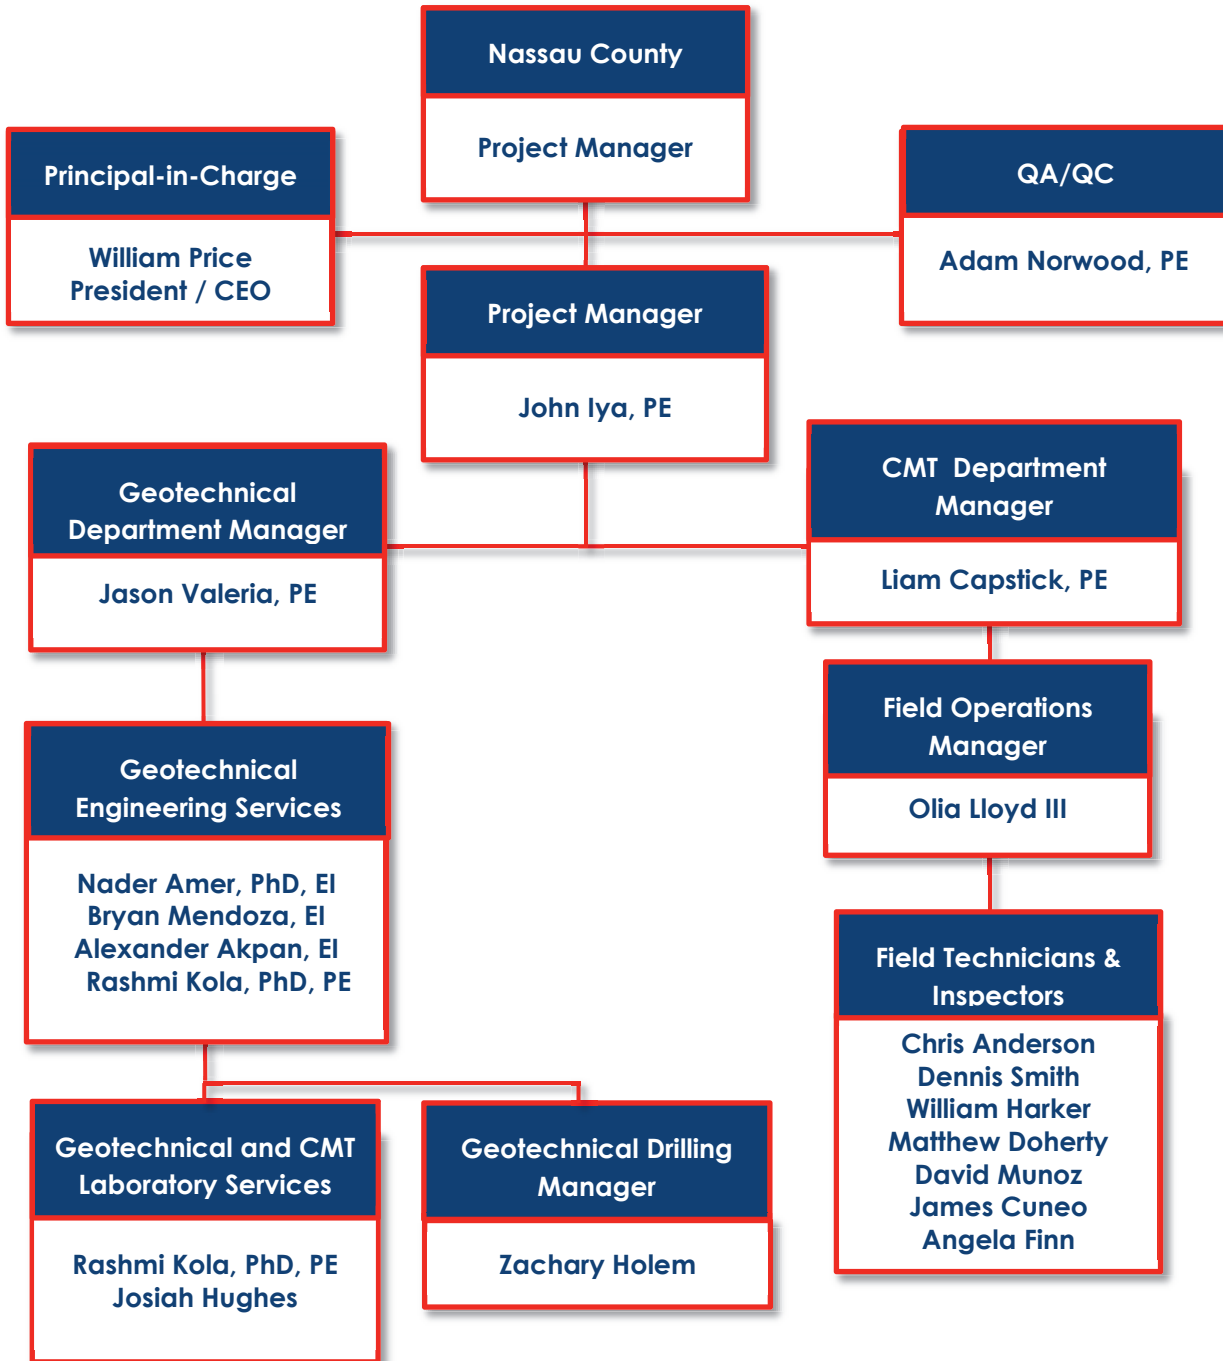 Nassau County
Project Manager
Principal-in-Charge
William Price
President / CEO
QA/QC
Adam Norwood, PE
Project Manager
John Iya, PE
Geotechnical
Department Manager
Jason Valeria, PE
CMT Department
Manager
Liam Capstick, PE
Field Operations
Manager
Olia Lloyd III
Geotechnical
Engineering Services
Nader Amer, PhD, EI
Bryan Mendoza, EI
Alexander Akpan, EI
Rashmi Kola, PhD, PE
Field Technicians &
Inspectors
Chris Anderson
Dennis Smith
William Harker
Matthew Doherty
David Munoz
James Cuneo
Angela Finn
Geotechnical and CMT
Laboratory Services
Rashmi Kola, PhD, PE
Josiah Hughes
Geotechnical Drilling
Manager
Zachary Holem